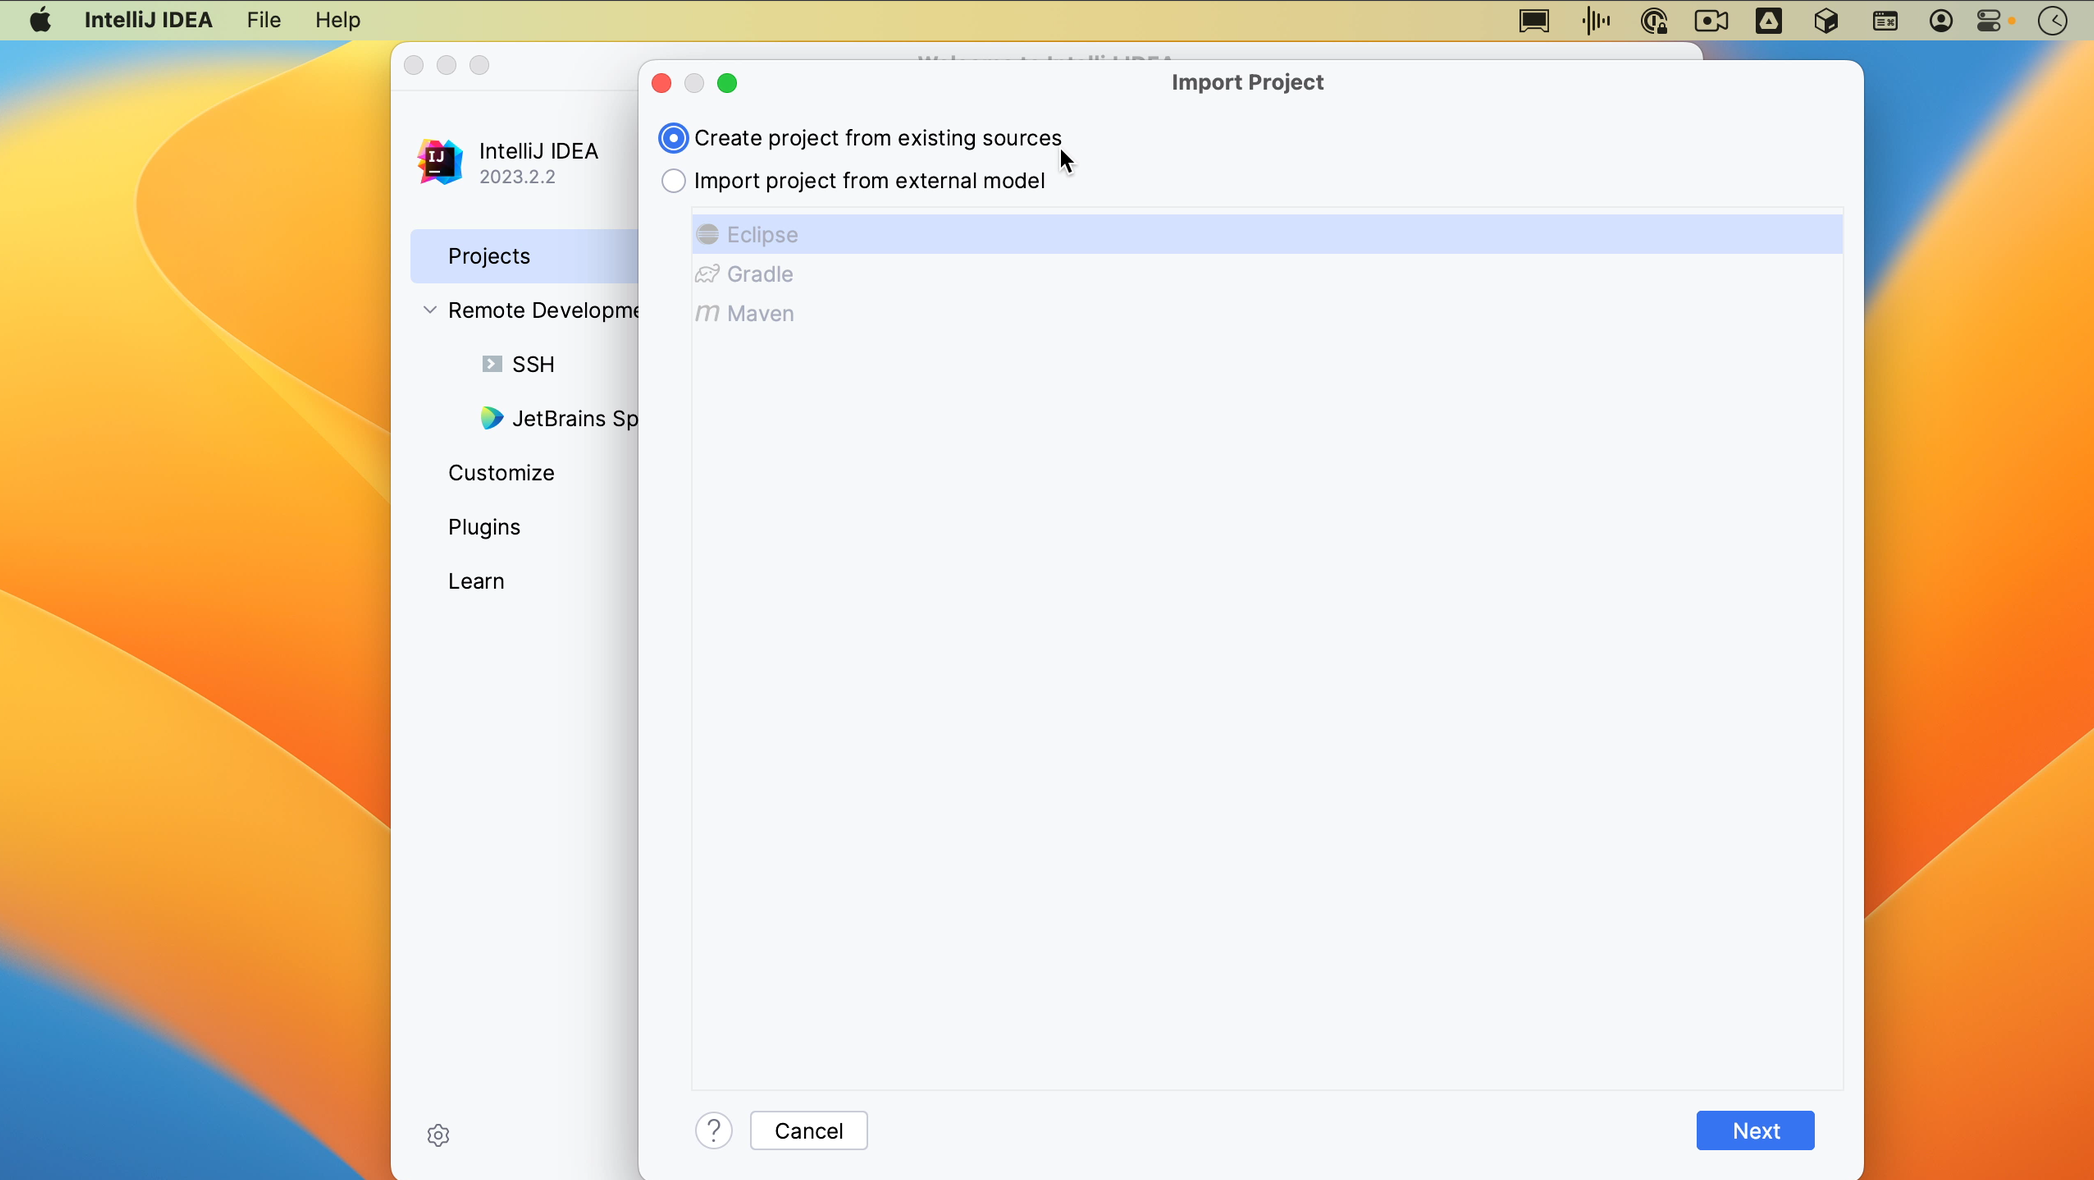 IntelliJ IDEA File Help
Import Project
Create project from existing sources
Import project from external model
IJ
IntelliJ IDEA
2023.2.2
Projects
Remote Developme
SSH
JetBrains Sp
Customize
Plugins
Learn
Eclipse
Gradle
m Maven
?
Cancel
Next